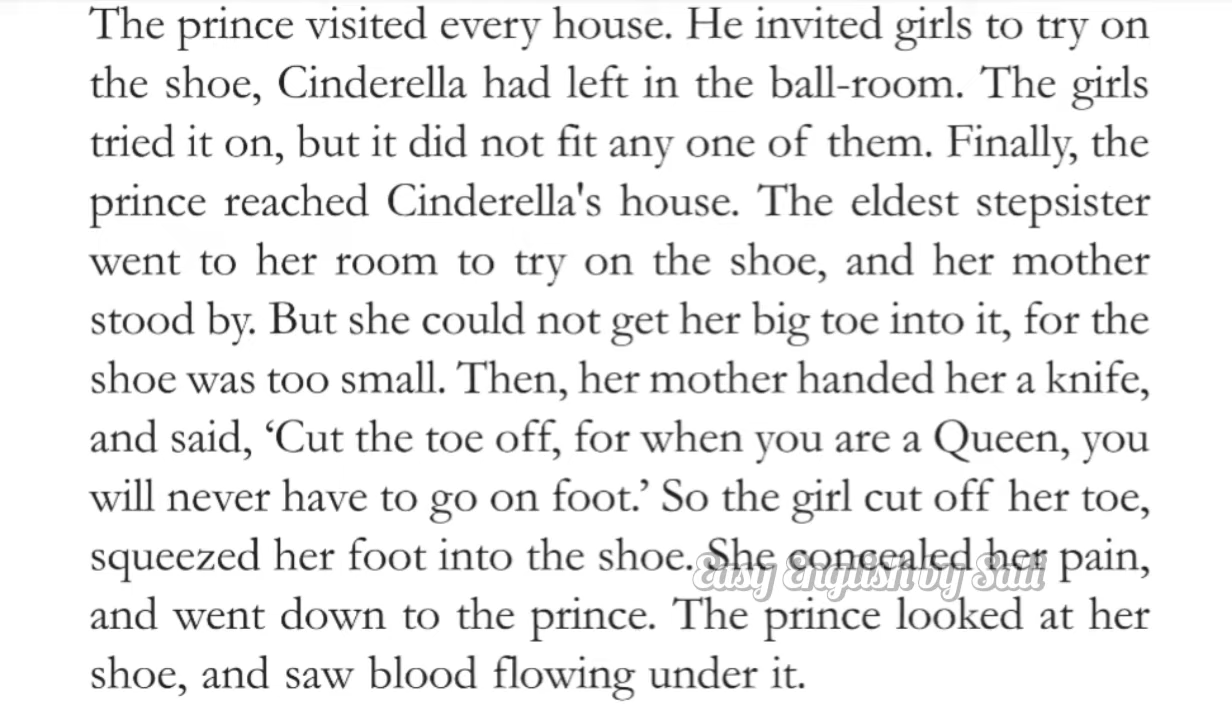 The prince visited every house. He invited girls to try on
the shoe, Cinderella had left in the ball-room. The girls
tried it on, but it did not fit any one of them. Finally, the
prince reached Cinderella's house. The eldest stepsister
went to her room to try on the shoe, and her mother
stood by. But she could not get her big toe into it, for the
shoe was too small. Then, her mother handed her a knife,
and said, ‘Cut the toe off, for when you are a Queen, you
will never have to go on foot.’ So the girl cut off her toe,
squeezed her foot into the shoe. She concealed her pain,
Easy English by Sail
and went down to the prince. The prince looked at her
shoe, and saw blood flowing under it.